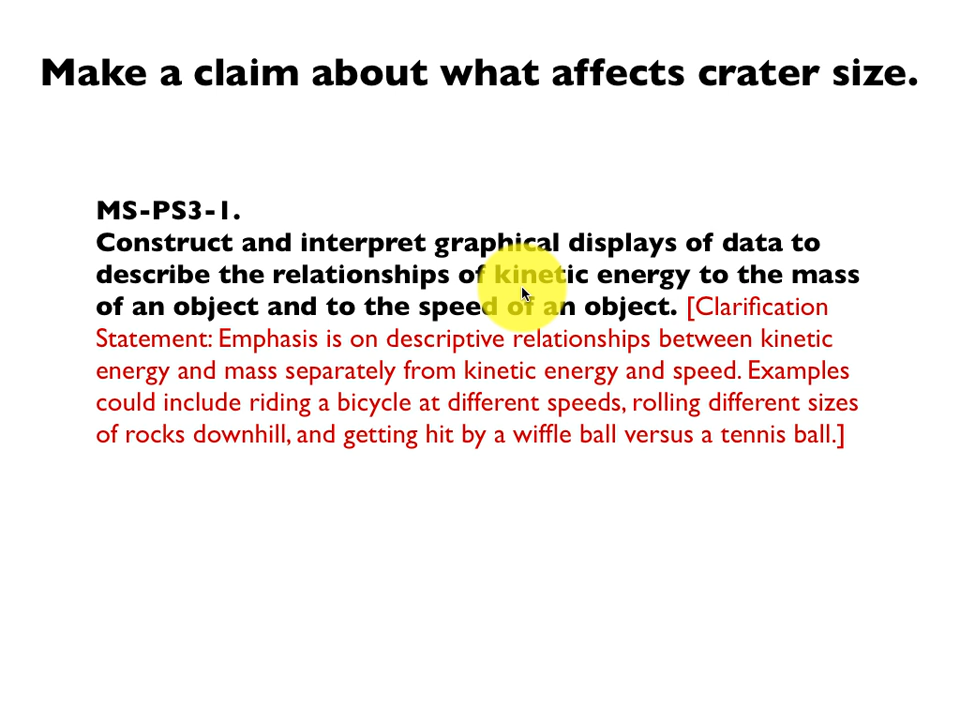 Make a claim about what affects crater size.
MS-PS3-1.
Construct and interpret graphical displays of data to
describe the relationships of kinetic energy to the mass
of an object and to the speed of an object. [Clarification
Statement: Emphasis is on descriptive relationships between kinetic
energy and mass separately from kinetic energy and speed. Examples
could include riding a bicycle at different speeds, rolling different sizes
of rocks downhill, and getting hit by a wiffle ball versus a tennis ball.]